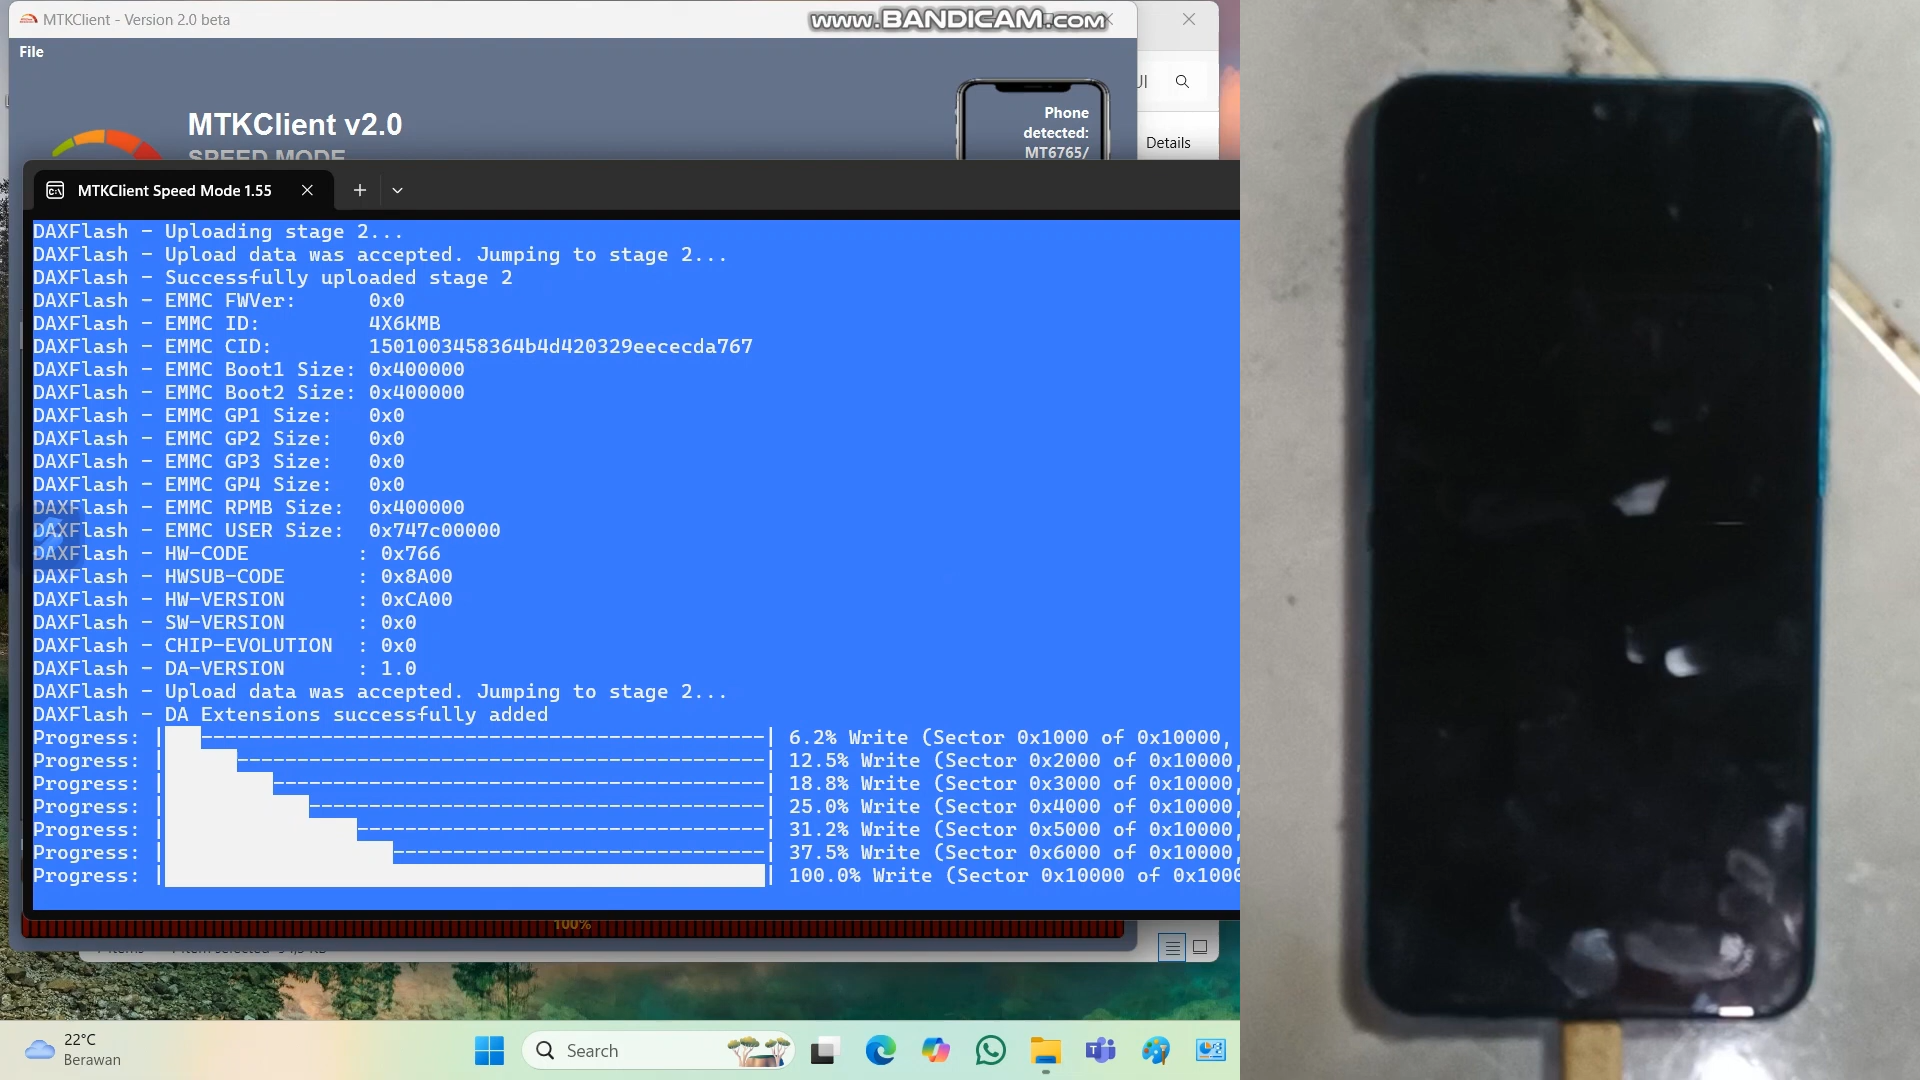 MTKClient - Version 2.0 beta
www.BANDICAM.com
File
MTKClient v2.0
SPEED MODE
Phone
detected:
MT6765/
Details
MTKClient Speed Mode 1.55
DAXFlash - Uploading stage 2...
DAXFlash - Upload data was accepted. Jumping to stage 2...
DAXFlash - Successfully uploaded stage 2
DAXFlash - EMMC FWVer: 0x0
DAXFlash - EMMC ID: 4X6KMB
DAXFlash - EMMC CID: 1501003458364b4d420329eececda767
DAXFlash - EMMC Boot1 Size: 0x400000
DAXFlash - EMMC Boot2 Size: 0x400000
DAXFlash - EMMC GP1 Size: 0x0
DAXFlash - EMMC GP2 Size: 0x0
DAXFlash - EMMC GP3 Size: 0x0
DAXFlash - EMMC GP4 Size: 0x0
DAXFlash - EMMC RPMB Size: 0x400000
DAXFlash - EMMC USER Size: 0x747c00000
DAXFlash - HW-CODE : 0x766
DAXFlash - HWSUB-CODE : 0x8A00
DAXFlash - HW-VERSION : 0xCA00
DAXFlash - SW-VERSION : 0x0
DAXFlash - CHIP-EVOLUTION : 0x0
DAXFlash - DA-VERSION : 1.0
DAXFlash - Upload data was accepted. Jumping to stage 2...
DAXFlash - DA Extensions successfully added
Progress: | -----------------------------------------------| 6.2% Write (Sector 0x1000 of 0x10000,
Progress: | --------------------------------------------| 12.5% Write (Sector 0x2000 of 0x10000,
Progress: | -----------------------------------------| 18.8% Write (Sector 0x3000 of 0x10000,
Progress: | --------------------------------------| 25.0% Write (Sector 0x4000 of 0x10000,
Progress: | ----------------------------------| 31.2% Write (Sector 0x5000 of 0x10000,
Progress: | -------------------------------| 37.5% Write (Sector 0x6000 of 0x10000,
Progress: | | 100.0% Write (Sector 0x10000 of 0x1000
100%
22°C
Berawan
Search